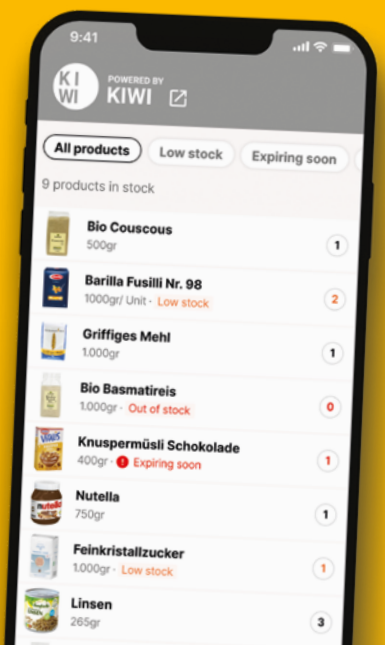 9:41
KI
WI
POWERED BY
KIWI
All products
Low stock
Expiring soon
9 products in stock
Bio Couscous
500gr
1
Barilla Fusilli Nr. 98
1000gr/ Unit · Low stock
2
Griffiges Mehl
1.000gr
1
Bio Basmatireis
1.000gr · Out of stock
0
Knuspermüsli Schokolade
400gr · Expiring soon
1
Nutella
750gr
1
Feinkristallzucker
1.000gr · Low stock
1
Linsen
265gr
3
nutella